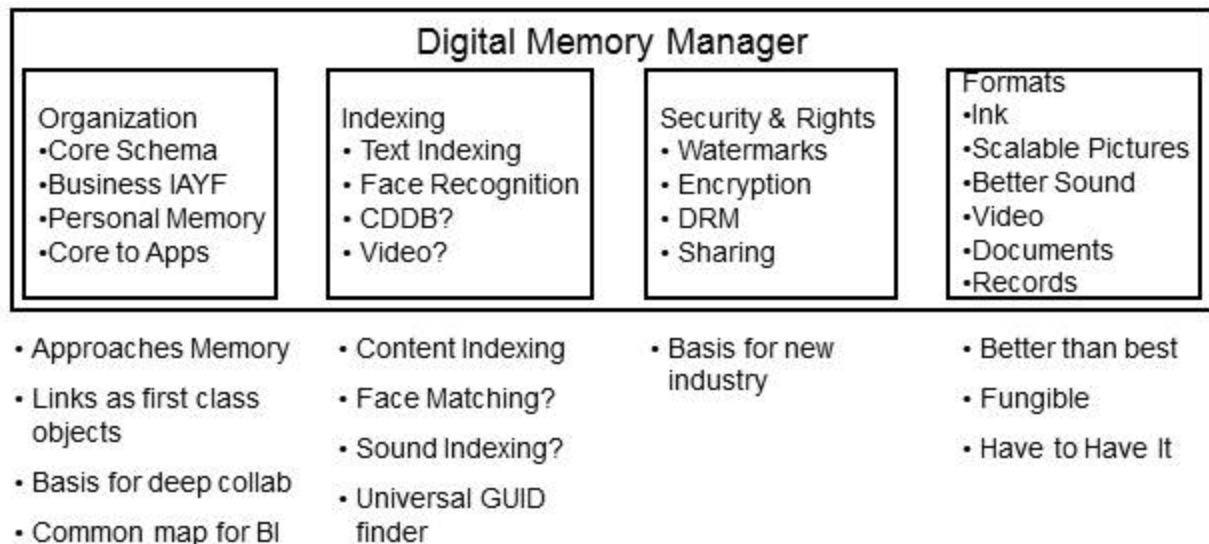 Digital Memory Manager
Organization
•Core Schema
•Business IAYF
•Personal Memory
•Core to Apps
Indexing
• Text Indexing
• Face Recognition
• CDDB?
• Video?
Security & Rights
• Watermarks
• Encryption
• DRM
• Sharing
Formats
•Ink
•Scalable Pictures
•Better Sound
•Video
•Documents
•Records
• Approaches Memory
• Links as first class
objects
• Basis for deep collab
• Common map for BI
• Content Indexing
• Face Matching?
• Sound Indexing?
• Universal GUID
finder
• Basis for new
industry
• Better than best
• Fungible
• Have to Have It